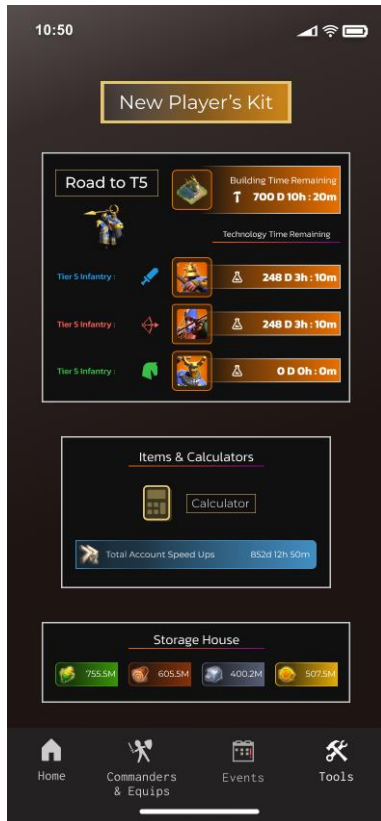 10:50
New Player's Kit
Road to T5
Building Time Remaining
700 D 10h : 20m
Technology Time Remaining
Tier 5 Infantry :
248 D 3h : 10m
Tier 5 Infantry :
248 D 3h : 10m
Tier 5 Infantry :
0 D 0h : 0m
Items & Calculators
Calculator
Total Account Speed Ups 852d 12h 50m
Storage House
755.5M 605.5M 400.2M 507.5M
Home Commanders & Equips Events Tools